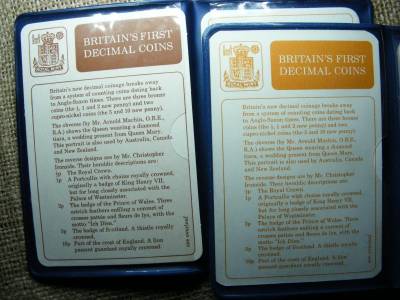 ROYAL MINT
BRITAIN'S FIRST
DECIMAL COINS
Britain's new decimal coinage breaks away
from a system of counting coins dating back
to Anglo-Saxon times. There are three bronze
coins (the ½, 1 and 2 new penny) and two
cupro-nickel coins (the 5 and 10 new penny).
The obverse (by Mr. Arnold Machin, O.B.E.,
R.A.) shows the Queen wearing a diamond
tiara, a wedding present from Queen Mary.
This portrait is also used by Australia, Canada
and New Zealand.
The reverse designs are by Mr. Christopher
Ironside. Their heraldic descriptions are:
½p The Royal Crown.
1p A Portcullis with chains royally crowned,
originally a badge of King Henry VII,
but for long closely associated with the
Palace of Westminster.
2p The badge of the Prince of Wales. Three
ostrich feathers enfiling a coronet of
crosses pattée and fleurs de lys, with the
motto "Ich Dien."
5p The badge of Scotland. A thistle royally
crowned.
10p Part of the crest of England. A lion
passant guardant royally crowned.
see overleaf
ROYAL MINT
BRITAIN'S FIRST
DECIMAL COINS
Britain's new decimal coinage breaks away
from a system of counting coins dating back
to Anglo-Saxon times. There are three bronze
coins (the ½, 1 and 2 new penny) and two
cupro-nickel coins (the 5 and 10 new penny).
The obverse (by Mr. Arnold Machin, O.B.E.,
R.A.) shows the Queen wearing a diamond
tiara, a wedding present from Queen Mary.
This portrait is also used by Australia, Canada
and New Zealand.
The reverse designs are by Mr. Christopher
Ironside. Their heraldic descriptions are:
½p The Royal Crown.
1p A Portcullis with chains royally crowned,
originally a badge of King Henry VII,
but for long closely associated with the
Palace of Westminster.
2p The badge of the Prince of Wales. Three
ostrich feathers enfiling a coronet of
crosses pattée and fleurs de lys, with the
motto "Ich Dien."
5p The badge of Scotland. A thistle royally
crowned.
10p Part of the crest of England. A lion
passant guardant royally crowned.
see overleaf